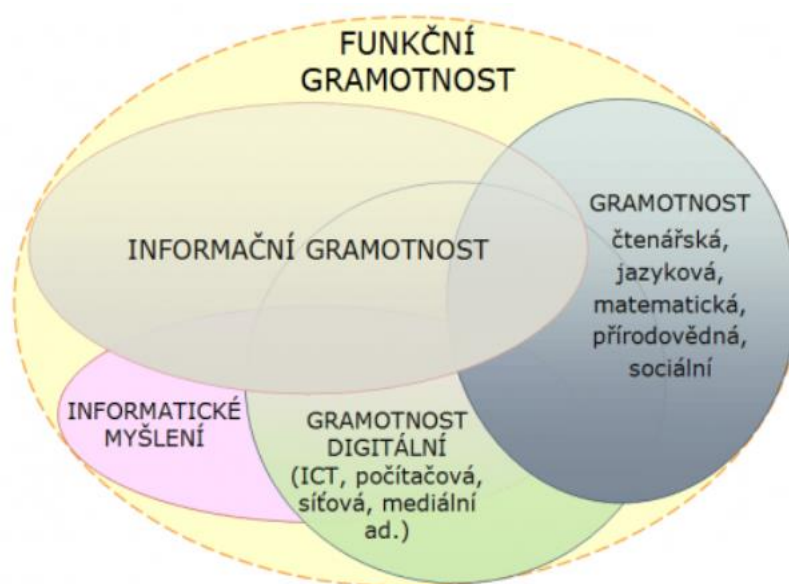 FUNKČNÍ
GRAMOTNOST
INFORMAČNÍ GRAMOTNOST
GRAMOTNOST
čtenářská,
jazyková,
matematická,
přírodovědná,
sociální
INFORMATICKÉ
MYŠLENÍ
GRAMOTNOST
DIGITÁLNÍ
(ICT, počítačová,
síťová, mediální
ad.)